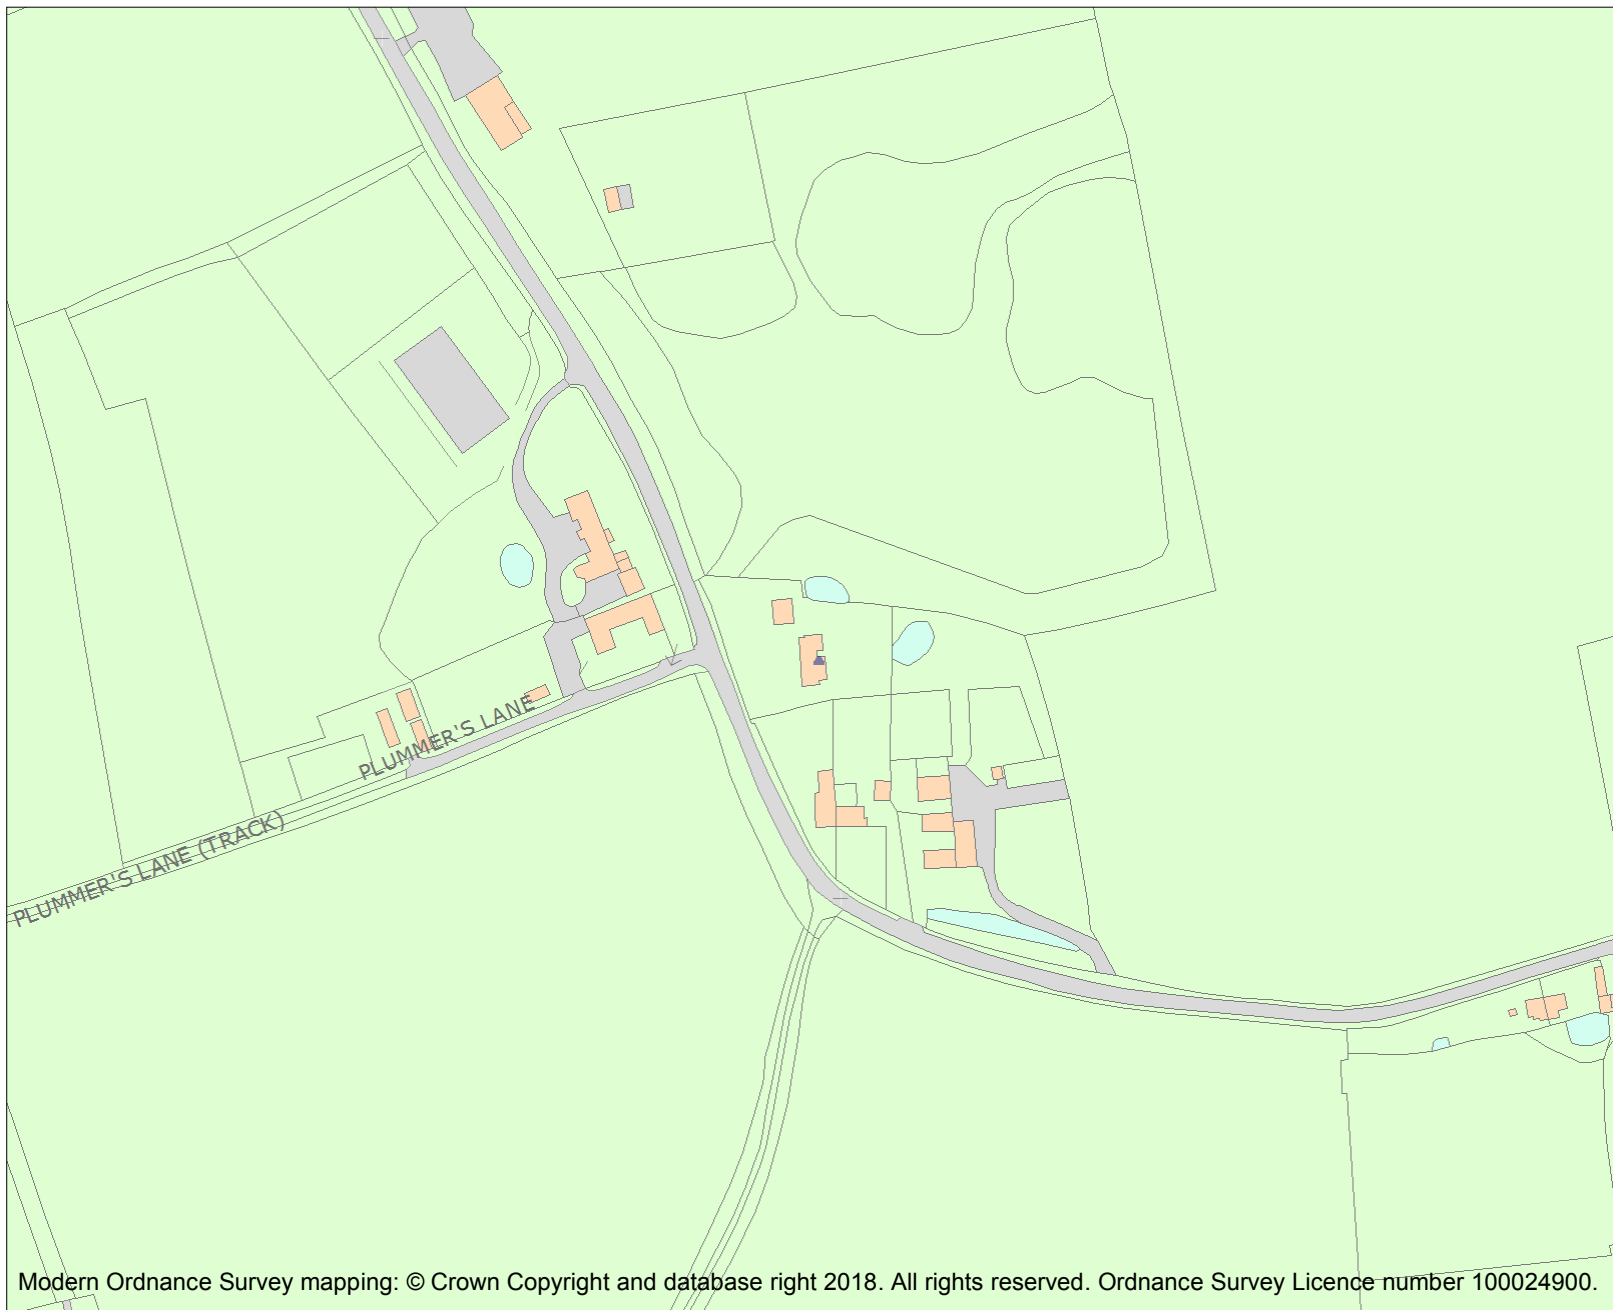 PLUMMER'S LANE
PLUMMER'S LANE (TRACK)
Modern Ordnance Survey mapping: © Crown Copyright and database right 2018. All rights reserved. Ordnance Survey Licence number 100024900.